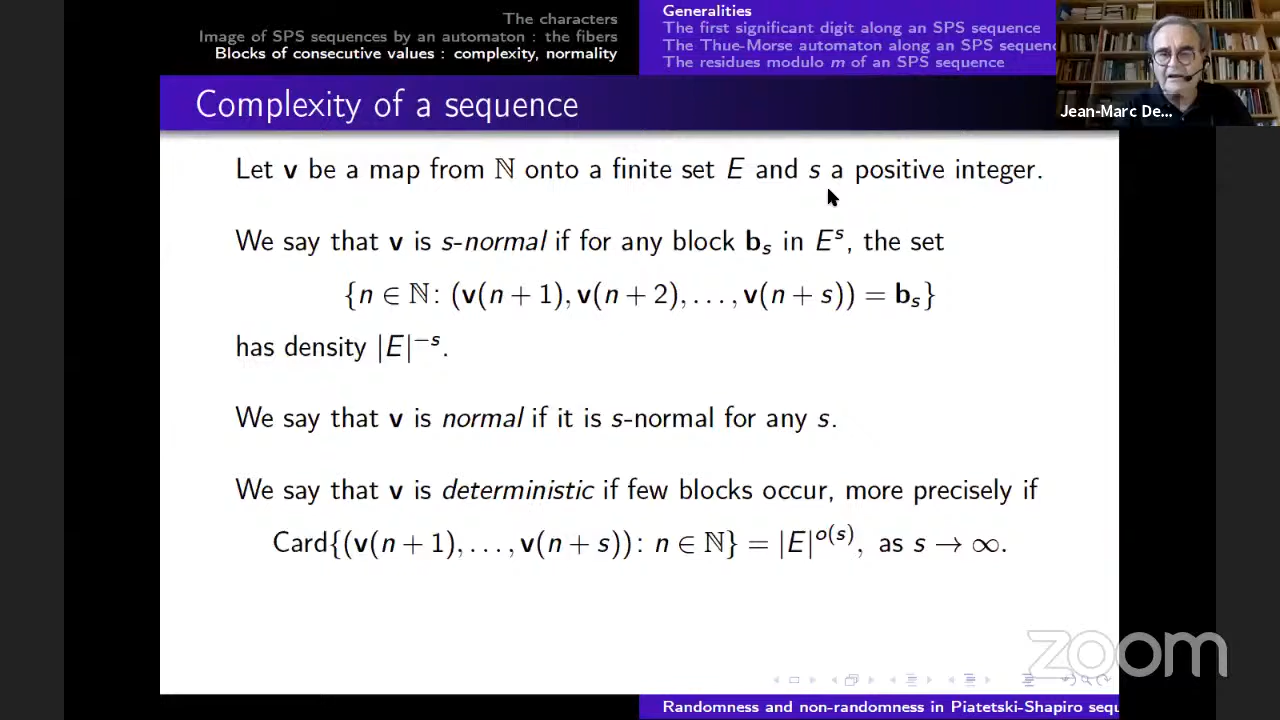 The characters
Image of SPS sequences by an automaton : the fibers
Blocks of consecutive values : complexity, normality
Generalities
The first significant digit along an SPS sequence
The Thue-Morse automaton along an SPS sequenc
The residues modulo m of an SPS sequence
Jean-Marc De...
Complexity of a sequence
Let v be a map from ℕ onto a finite set E and s a positive integer.
We say that v is s-normal if for any block b_s in E^s, the set
{n ∈ ℕ: (v(n + 1), v(n + 2), . . . , v(n + s)) = b_s}
has density |E|^{−s}.
We say that v is normal if it is s-normal for any s.
We say that v is deterministic if few blocks occur, more precisely if
Card{(v(n + 1), . . . , v(n + s)): n ∈ ℕ} = |E|^{o(s)}, as s → ∞.
zoom
Randomness and non-randomness in Piatetski-Shapiro sequ